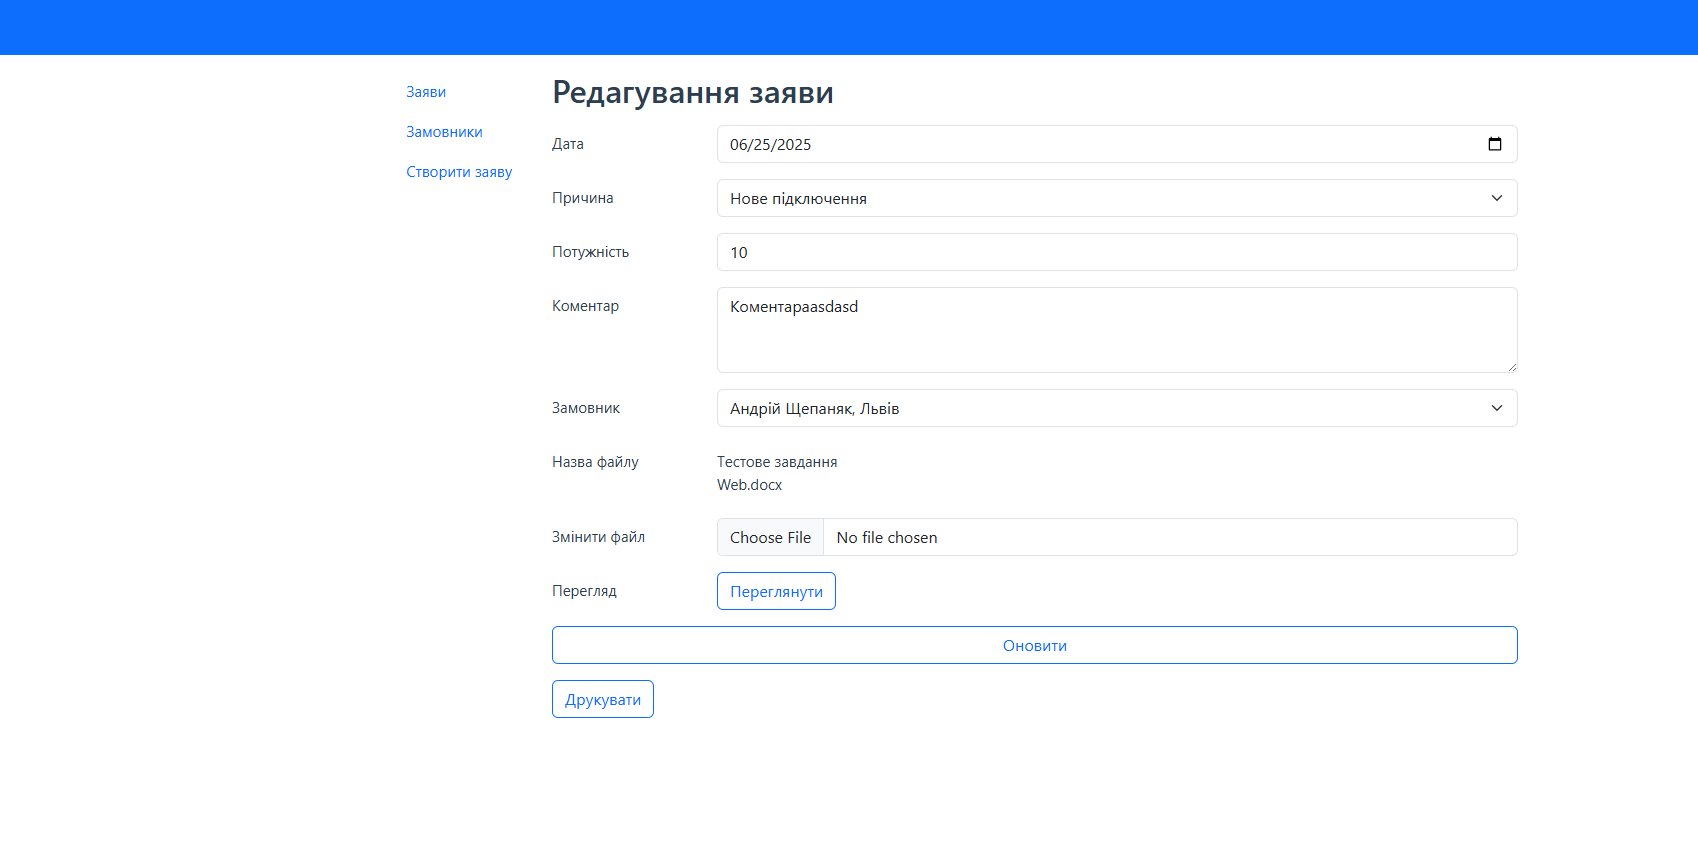 Заяви
Замовники
Створити заяву
Редагування заяви
Дата
06/25/2025
Причина
Нове підключення
Потужність
10
Коментар
Коментараasdasd
Замовник
Андрій Щепаняк, Львів
Назва файлу
Тестове завдання
Web.docx
Змінити файл
Choose File No file chosen
Перегляд
Переглянути
Оновити
Друкувати